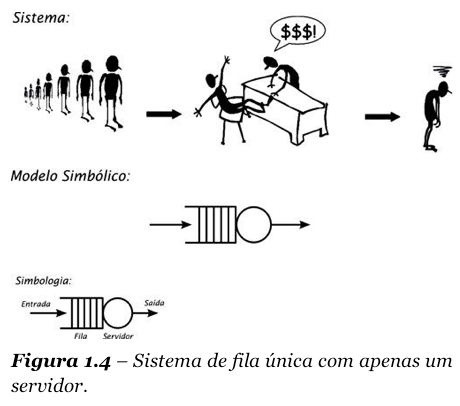 Sistema:
$$$!
Modelo Simbólico:
Simbologia:
Entrada
Saída
Fila
Servidor
Figura 1.4 – Sistema de fila única com apenas um
servidor.